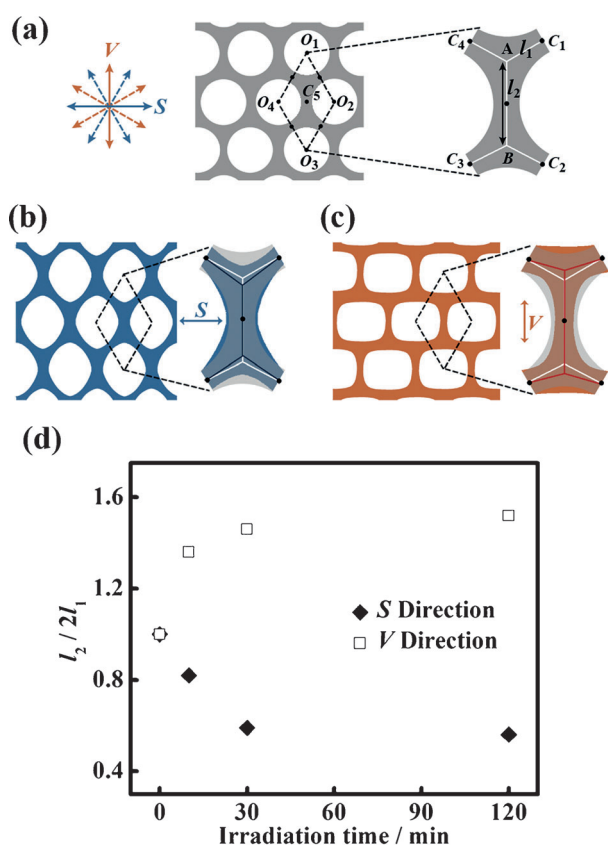 (a)
V
S
O1
O2
O3
O4
C5
C4
A
l1
C1
l2
C3
B
C2
(b)
S
(c)
V
(d)
l2 / 2l1
1.6
1.2
0.8
0.4
S Direction
V Direction
0 30 60 90 120
Irradiation time / min